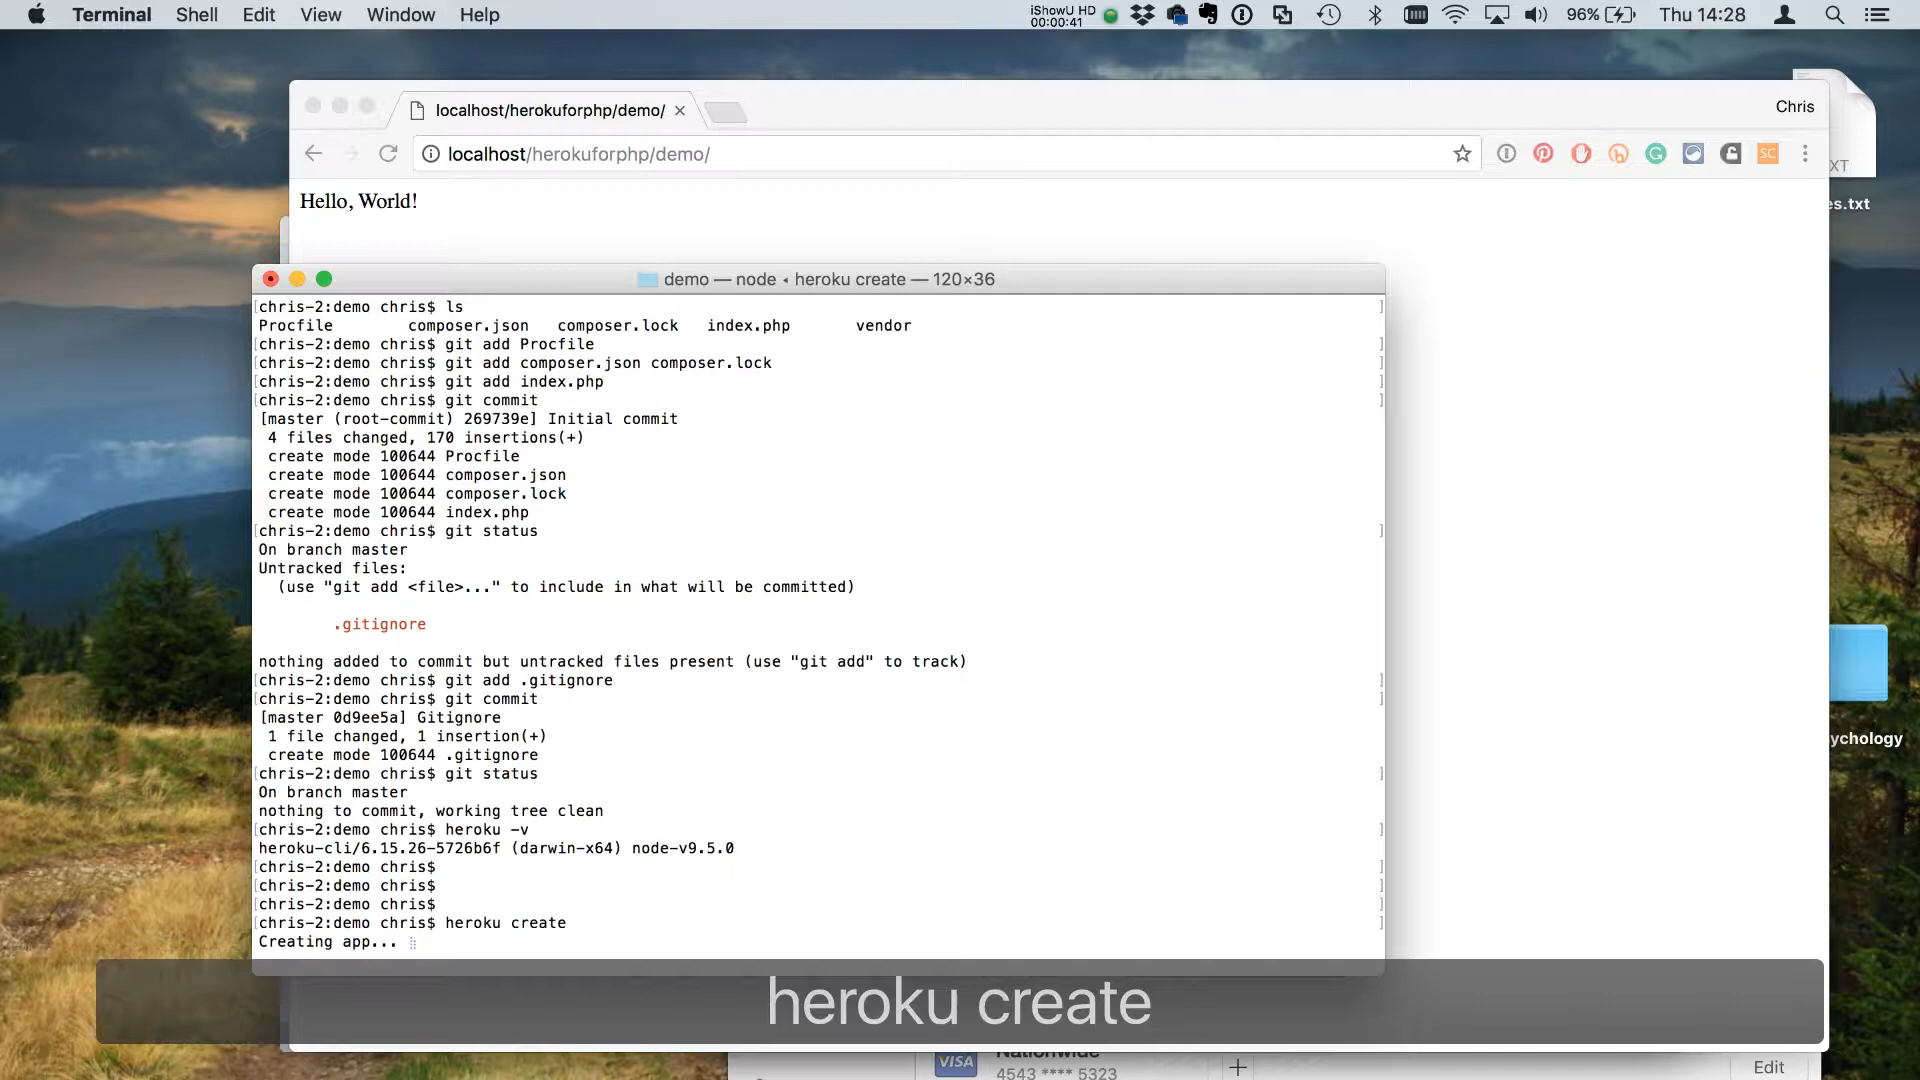 Terminal Shell Edit View Window Help
iShowU HD
00:00:41
96% Thu 14:28
localhost/herokuforphp/demo/
Chris
localhost/herokuforphp/demo/
SC
XT
es.txt
Hello, World!
demo — node ◂ heroku create — 120×36
[chris-2:demo chris$ ls ]
Procfile composer.json composer.lock index.php vendor
[chris-2:demo chris$ git add Procfile ]
[chris-2:demo chris$ git add composer.json composer.lock ]
[chris-2:demo chris$ git add index.php ]
[chris-2:demo chris$ git commit ]
[master (root-commit) 269739e] Initial commit
4 files changed, 170 insertions(+)
create mode 100644 Procfile
create mode 100644 composer.json
create mode 100644 composer.lock
create mode 100644 index.php
[chris-2:demo chris$ git status ]
On branch master
Untracked files:
(use "git add <file>..." to include in what will be committed)
.gitignore
nothing added to commit but untracked files present (use "git add" to track)
[chris-2:demo chris$ git add .gitignore ]
[chris-2:demo chris$ git commit ]
[master 0d9ee5a] Gitignore
1 file changed, 1 insertion(+)
create mode 100644 .gitignore
[chris-2:demo chris$ git status ]
On branch master
nothing to commit, working tree clean
[chris-2:demo chris$ heroku -v ]
heroku-cli/6.15.26-5726b6f (darwin-x64) node-v9.5.0
[chris-2:demo chris$ ]
[chris-2:demo chris$ ]
[chris-2:demo chris$ ]
[chris-2:demo chris$ heroku create ]
Creating app...
ychology
heroku create
VISA
Nationwide
4543 **** 5323
Edit